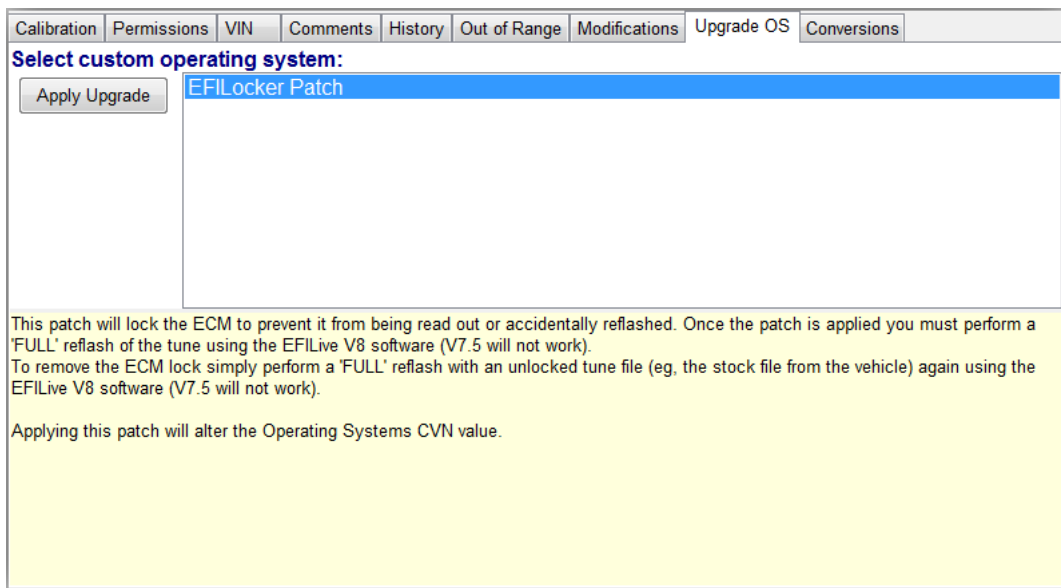 Calibration Permissions VIN Comments History Out of Range Modifications Upgrade OS Conversions
Select custom operating system:
Apply Upgrade
EFILocker Patch
This patch will lock the ECM to prevent it from being read out or accidentally reflashed. Once the patch is applied you must perform a
'FULL' reflash of the tune using the EFILive V8 software (V7.5 will not work).
To remove the ECM lock simply perform a 'FULL' reflash with an unlocked tune file (eg, the stock file from the vehicle) again using the
EFILive V8 software (V7.5 will not work).
Applying this patch will alter the Operating Systems CVN value.